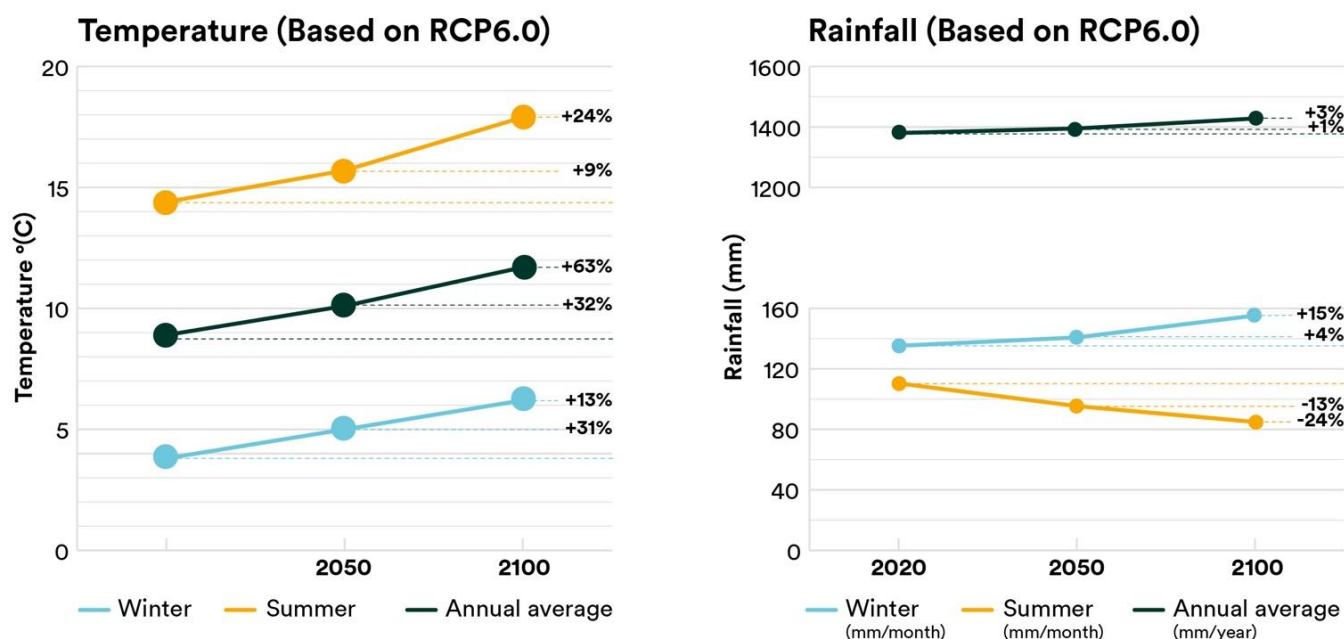 Temperature (Based on RCP6.0)
20
15
10
5
0
Temperature °(C)
+24%
+9%
+63%
+32%
+13%
+31%
2050
2100
Winter
Summer
Annual average
Rainfall (Based on RCP6.0)
1600
1400
1200
160
120
80
40
0
Rainfall (mm)
+3%
+1%
+15%
+4%
-13%
-24%
2020
2050
2100
Winter
(mm/month)
Summer
(mm/month)
Annual average
(mm/year)